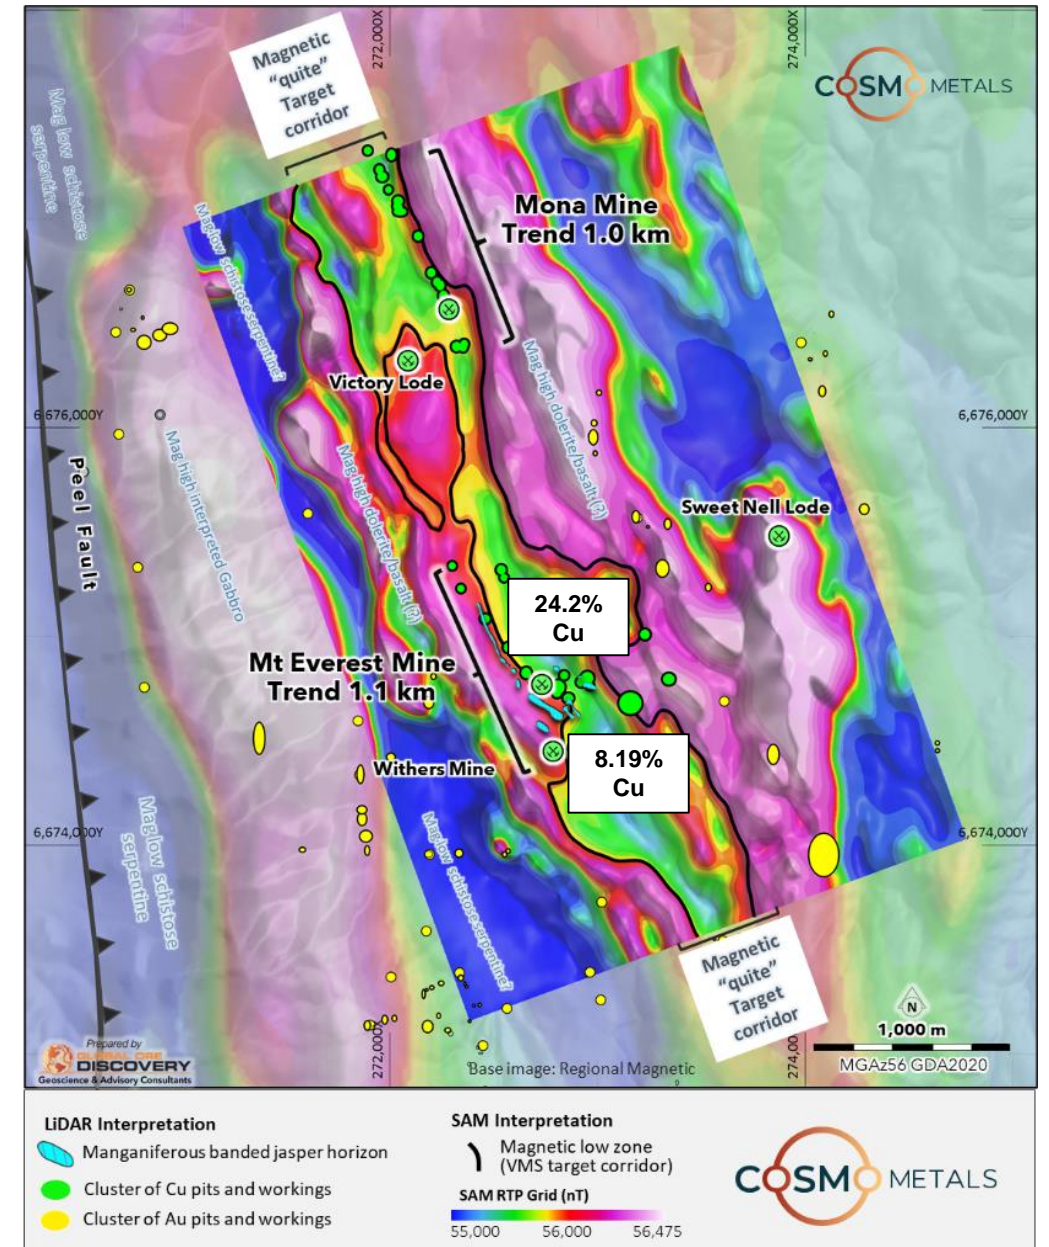 272,000X
274,000X
Magnetic
"quite"
Target
corridor
COSMO METALS
Mag low schistose
serpentine
Mag low schistose serpentine?
Mona Mine
Trend 1.0 km
Victory Lode
Mag high dolerite/basalt (?)
6,676,000Y
6,676,000Y
Peel Fault
Mag high interpreted Gabbro
Mag high dolerite/basalt (?)
Sweet Nell Lode
24.2%
Cu
Mt Everest Mine
Trend 1.1 km
8.19%
Cu
Withers Mine
6,674,000Y
6,674,000Y
Mag low schistose
serpentine
Mag low schistose serpentine?
Magnetic
"quite"
Target
corridor
N
1,000 m
MGAz56 GDA2020
Prepared by
GLOBAL ORE
DISCOVERY
Geoscience & Advisory Consultants
272,000X
274,00
Base image: Regional Magnetic
LiDAR Interpretation
Manganiferous banded jasper horizon
Cluster of Cu pits and workings
Cluster of Au pits and workings
SAM Interpretation
Magnetic low zone
(VMS target corridor)
SAM RTP Grid (nT)
55,000 56,000 56,475
COSMO METALS